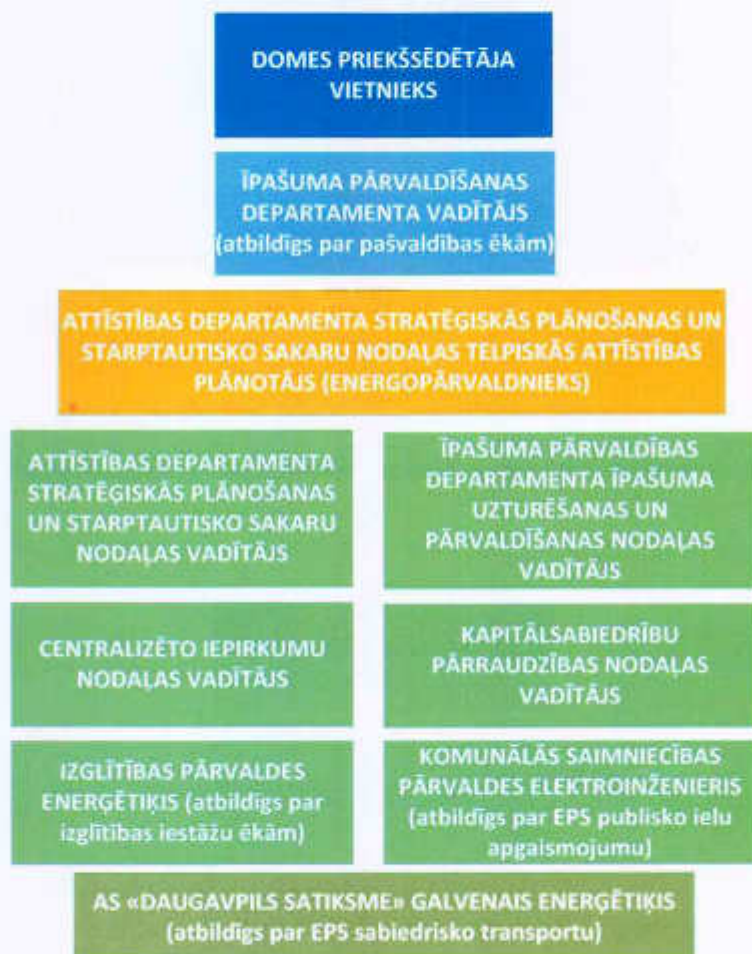 DOMES PRIEKŠSĒDĒTĀJA
VIETNIEKS
ĪPAŠUMA PĀRVALDĪŠANAS
DEPARTAMENTA VADĪTĀJS
(atbildīgs par pašvaldības ēkām)
ATTĪSTĪBAS DEPARTAMENTA STRATĒĢISKĀS PLĀNOŠANAS UN
STARPTAUTISKO SAKARU NODAĻAS TELPISKĀS ATTĪSTĪBAS
PLĀNOTĀJS (ENERGOPĀRVALDNIEKS)
ATTĪSTĪBAS DEPARTAMENTA
STRATĒĢISKĀS PLĀNOŠANAS
UN STARPTAUTISKO SAKARU
NODAĻAS VADĪTĀJS
ĪPAŠUMA PĀRVALDĪBAS
DEPARTAMENTA ĪPAŠUMA
UZTURĒŠANAS UN
PĀRVALDĪŠANAS NODAĻAS
VADĪTĀJS
CENTRALIZĒTO IEPIRKUMU
NODAĻAS VADĪTĀJS
KAPITĀLSABIEDRĪBU
PĀRRAUDZĪBAS NODAĻAS
VADĪTĀJS
IZGLĪTĪBAS PĀRVALDES
ENERĢĒTIĶIS (atbildīgs par
izglītības iestāžu ēkām)
KOMUNĀLĀS SAIMNIECĪBAS
PĀRVALDES ELEKTROINŽENIERIS
(atbildīgs par EPS publisko ielu
apgaismojumu)
AS «DAUGAVPILS SATIKSME» GALVENAIS ENERĢĒTIĶIS
(atbildīgs par EPS sabiedrisko transportu)